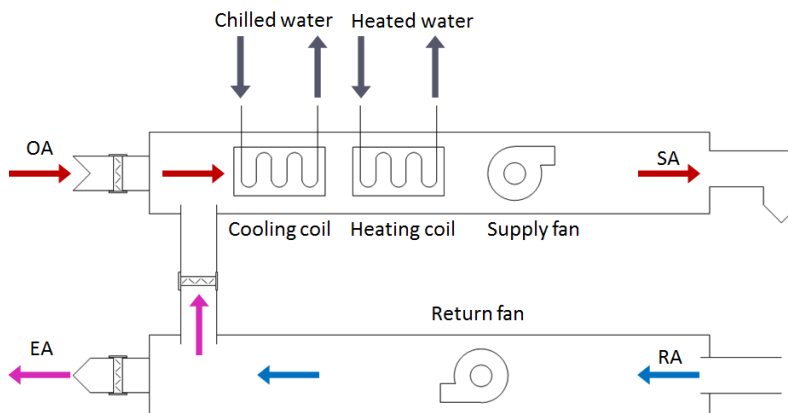 Chilled water
Heated water
OA
SA
Cooling coil
Heating coil
Supply fan
Return fan
EA
RA